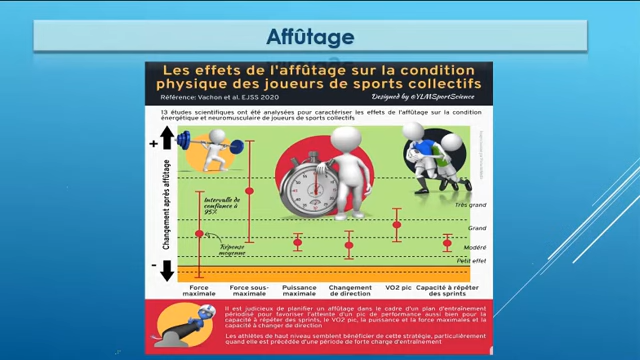 Affûtage
Les effets de l'affûtage sur la condition
physique des joueurs de sports collectifs
Référence: Vachon et al. EJSS 2020
Designed by @YLMSportScience
13 études scientifiques ont été analysées pour caractériser les effets de l'affûtage sur la condition
énergétique et neuromusculaire de joueurs de sport collectifs
+
Changement après affûtage
-
Intervalle de
confiance à
95%
Réponse
moyenne
Très grand
Grand
Modéré
Petit effet
Force
maximale
Force sous-
maximale
Puissance
maximale
Changement
de direction
VO2 pic
Capacité à répéter
des sprints
Il est judicieux de planifier un affûtage dans le cadre d'un plan d'entraînement
périodisé pour favoriser l'atteinte d'un pic de performance aussi bien pour la
capacité à répéter des sprints, le VO2 pic, la puissance et la force maximales et la
capacité à changer de direction
Les athlètes de haut niveau semblent bénéficier de cette stratégie, particulièrement
quand elle est précédée d'une période de forte charge d'entraînement